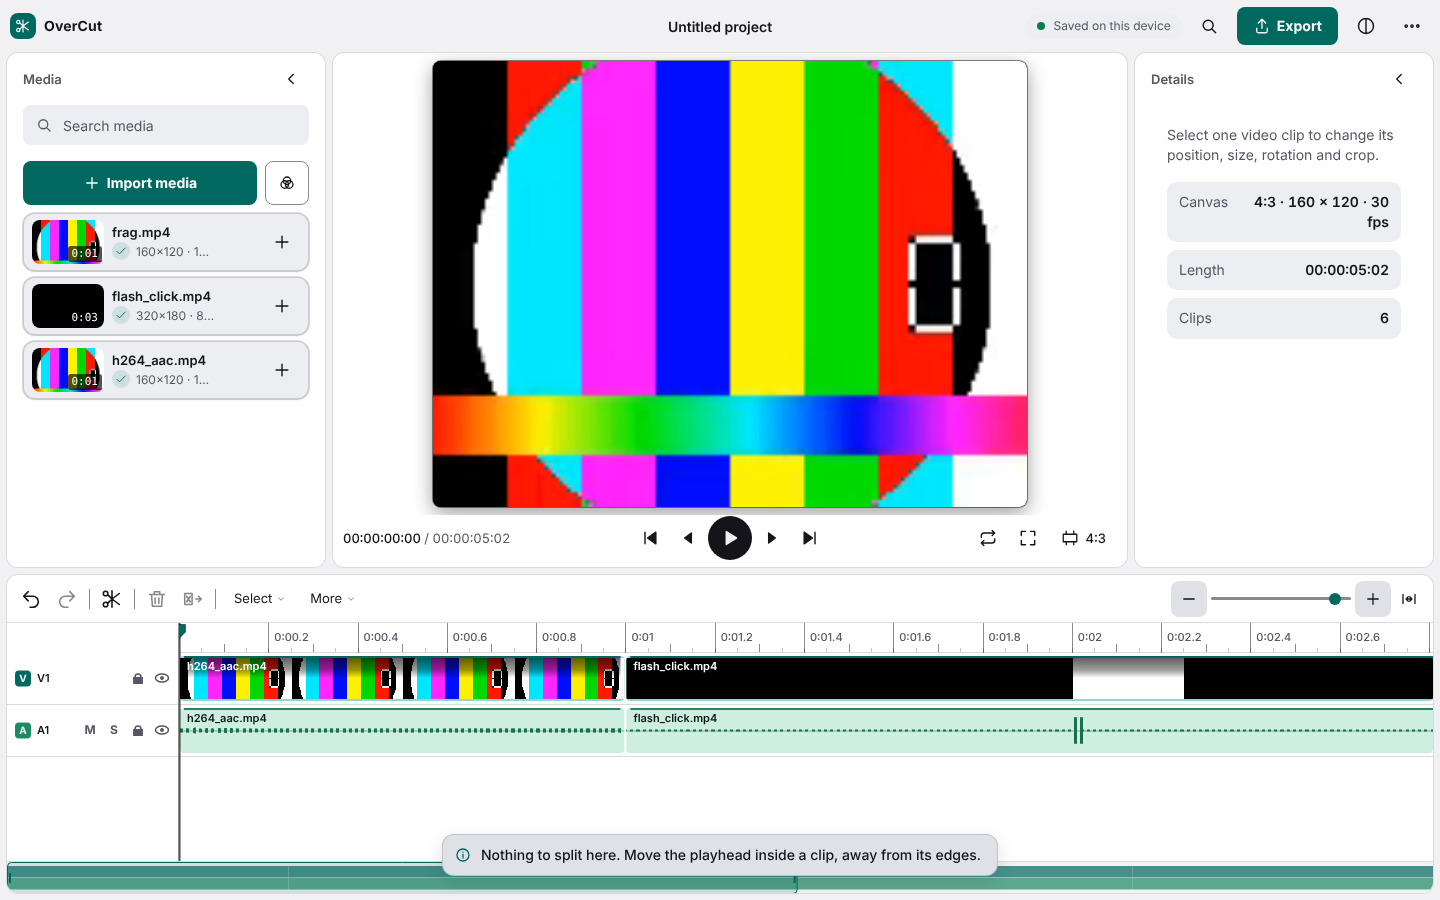 OverCut
Untitled project
Saved on this device
Export
Media
Search media
Import media
frag.mp4
0:01
160×120 · 1...
flash_click.mp4
0:03
320×180 · 8...
h264_aac.mp4
0:01
160×120 · 1...
00:00:00:00 / 00:00:05:02
4:3
Details
Select one video clip to change its
position, size, rotation and crop.
Canvas
4:3 · 160 × 120 · 30
fps
Length
00:00:05:02
Clips
6
Select
More
0:00.2
0:00.4
0:00.6
0:00.8
0:01
0:01.2
0:01.4
0:01.6
0:01.8
0:02
0:02.2
0:02.4
0:02.6
V V1
h264_aac.mp4
flash_click.mp4
A A1 M S
h264_aac.mp4
flash_click.mp4
Nothing to split here. Move the playhead inside a clip, away from its edges.